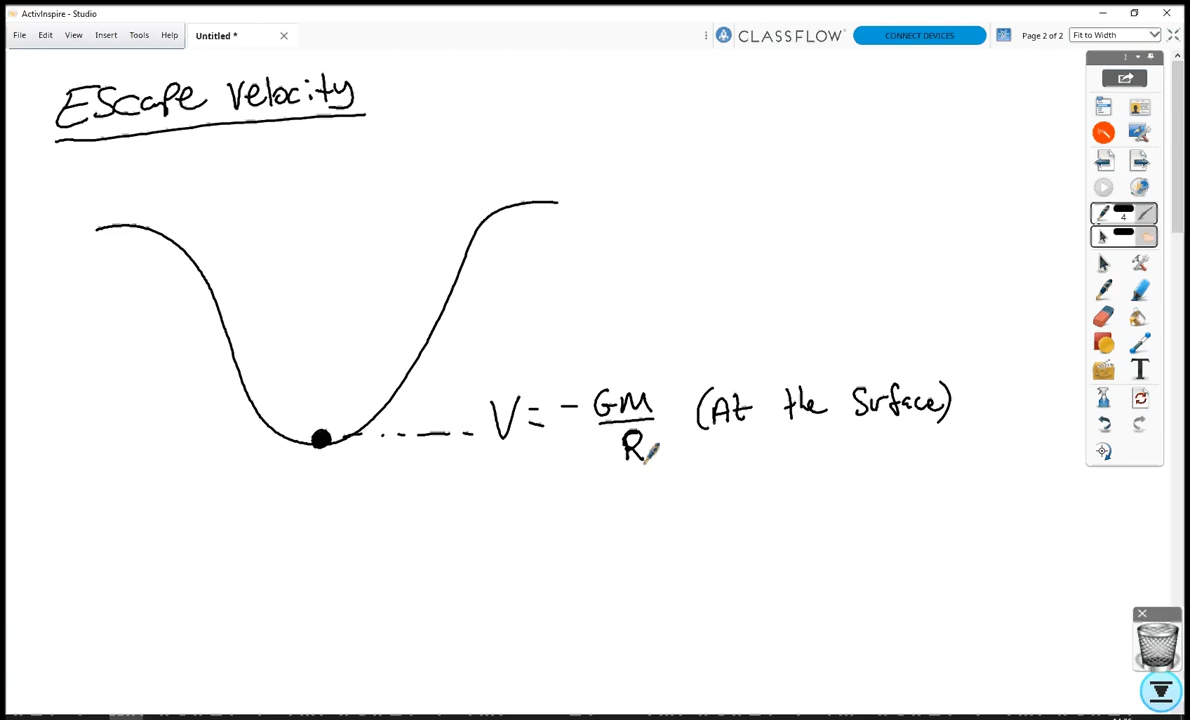 ActivInspire - Studio
File Edit View Insert Tools Help Untitled * CLASSFLOW CONNECT DEVICES Page 2 of 2 Fit to Width
Escape velocity
4
V = - GM/R (At the Surface)
T